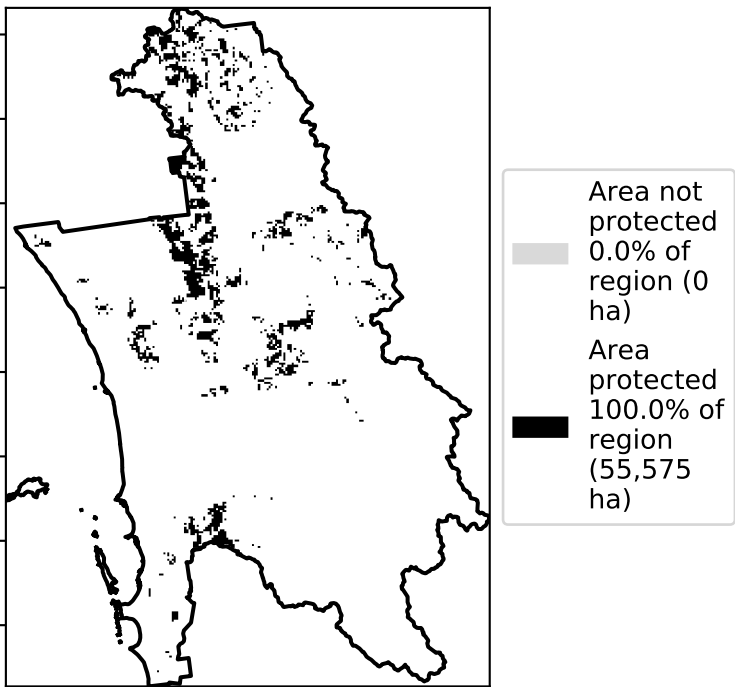 Area not
protected
0.0% of
region (0
ha)
Area
protected
100.0% of
region
(55,575
ha)